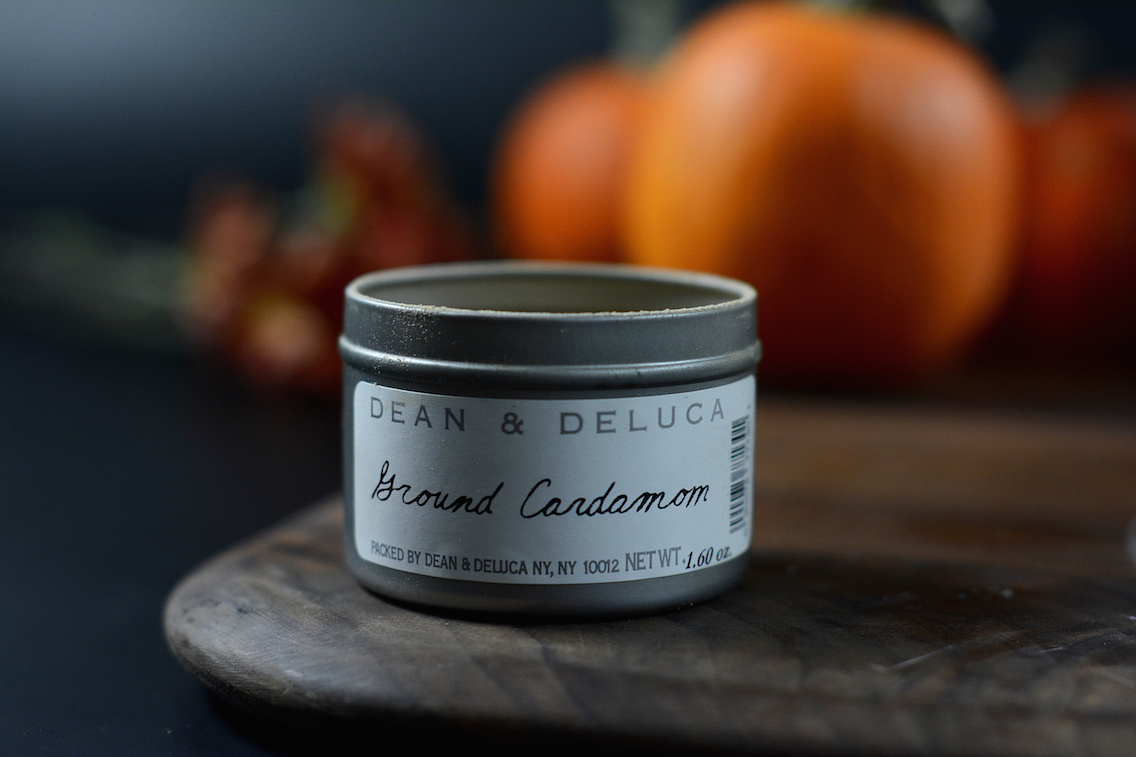 DEAN & DELUCA
Ground Cardamom
PACKED BY DEAN & DELUCA NY, NY 10012 NET WT. 1.60 oz.